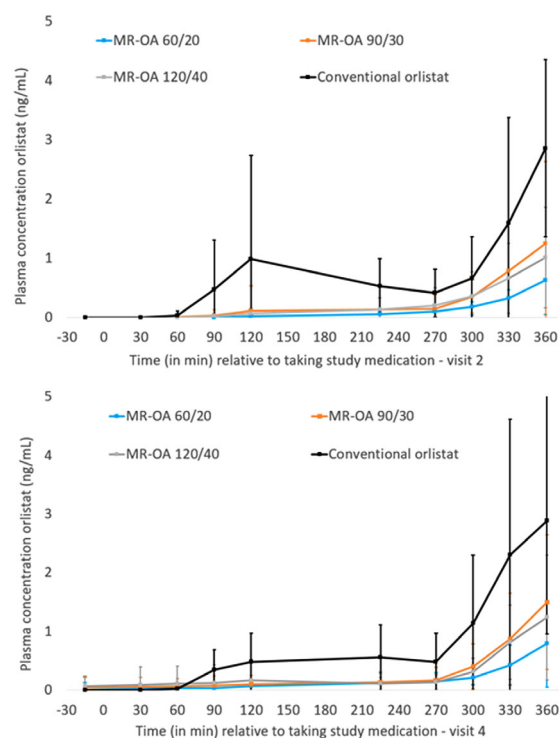 5
MR-OA 60/20 MR-OA 90/30
MR-OA 120/40 Conventional orlistat
4
3
2
1
0
Plasma concentration orlistat (ng/mL)
-30 0 30 60 90 120 150 180 210 240 270 300 330 360
Time (in min) relative to taking study medication - visit 2
5
MR-OA 60/20 MR-OA 90/30
MR-OA 120/40 Conventional orlistat
4
3
2
1
0
Plasma concentration orlistat (ng/mL)
-30 0 30 60 90 120 150 180 210 240 270 300 330 360
Time (in min) relative to taking study medication - visit 4